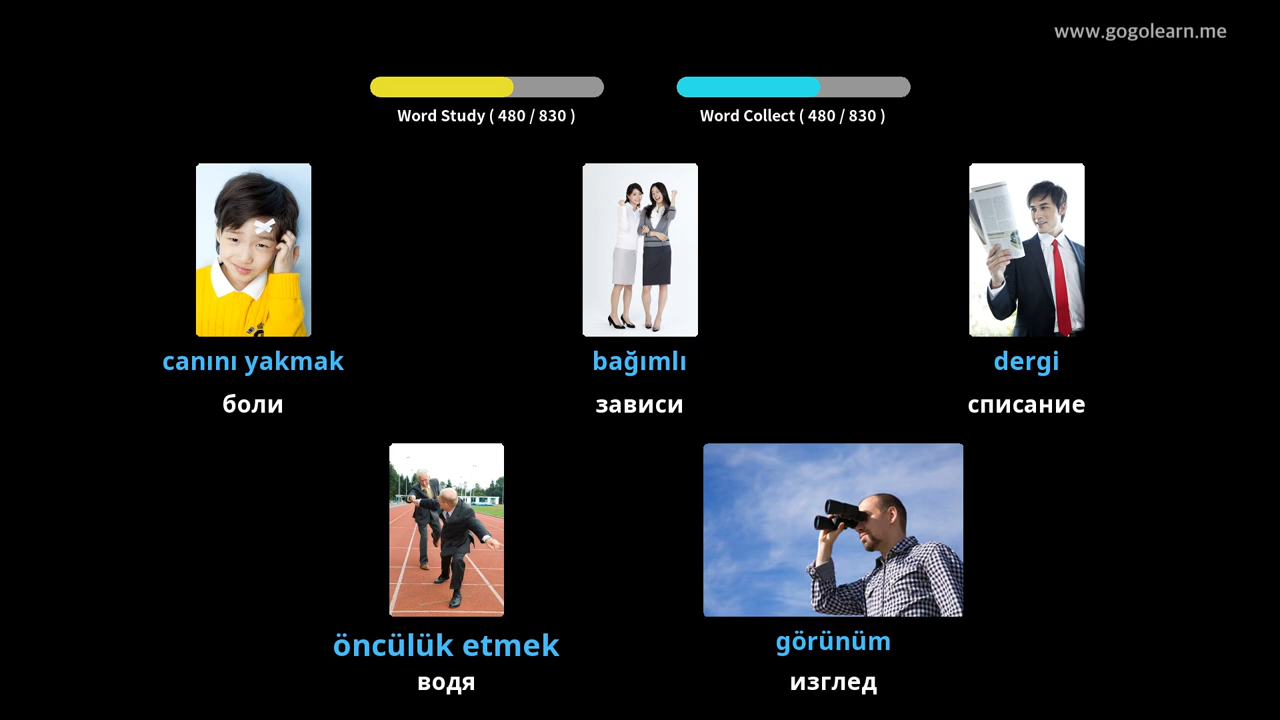 www.gogolearn.me
Word Study ( 480 / 830 )
Word Collect ( 480 / 830 )
canını yakmak
bağımlı
dergi
боли
зависи
списание
öncülük etmek
görünüm
водя
изглед